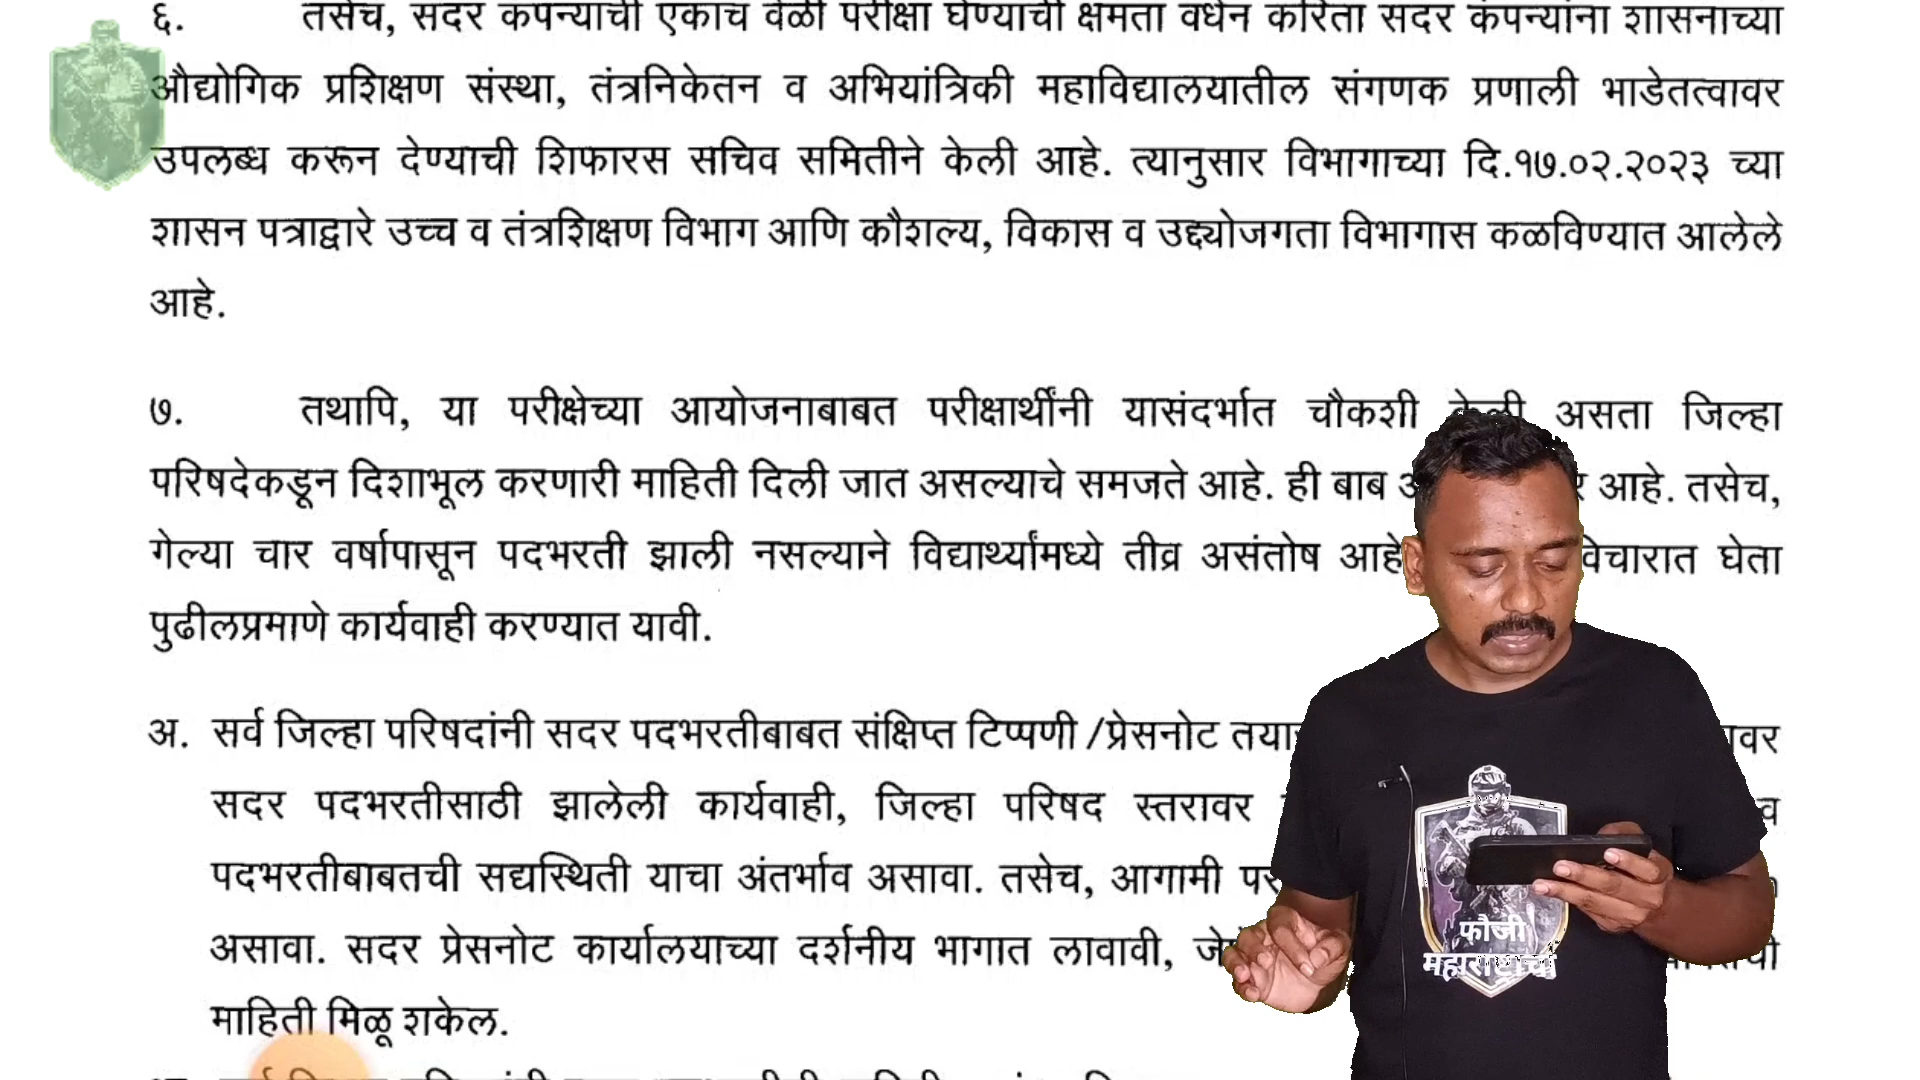 ६. तसेच, सदर कंपन्यांची एकाच वेळी परीक्षा घेण्याची क्षमता वर्धन करिता सदर कंपन्यांना शासनाच्या
औद्योगिक प्रशिक्षण संस्था, तंत्रनिकेतन व अभियांत्रिकी महाविद्यालयातील संगणक प्रणाली भाडेतत्वावर
उपलब्ध करून देण्याची शिफारस सचिव समितीने केली आहे. त्यानुसार विभागाच्या दि.१७.०२.२०२३ च्या
शासन पत्राद्वारे उच्च व तंत्रशिक्षण विभाग आणि कौशल्य, विकास व उद्द्योजगता विभागास कळविण्यात आलेले
आहे.
७. तथापि, या परीक्षेच्या आयोजनाबाबत परीक्षार्थींनी यासंदर्भात चौकशी केली असता जिल्हा
परिषदेकडून दिशाभूल करणारी माहिती दिली जात असल्याचे समजते आहे. ही बाब आहे. तसेच,
गेल्या चार वर्षापासून पदभरती झाली नसल्याने विद्यार्थ्यांमध्ये तीव्र असंतोष आहे विचारात घेता
पुढीलप्रमाणे कार्यवाही करण्यात यावी.
अ. सर्व जिल्हा परिषदांनी सदर पदभरतीबाबत संक्षिप्त टिप्पणी /प्रेसनोट
सदर पदभरतीसाठी झालेली कार्यवाही, जिल्हा परिषद स्तरावर व
पदभरतीबाबतची सद्यस्थिती याचा अंतर्भाव असावा. तसेच, आगामी
असावा. सदर प्रेसनोट कार्यालयाच्या दर्शनीय भागात लावावी,
माहिती मिळू शकेल.
फौजी
महाराष्ट्राचा